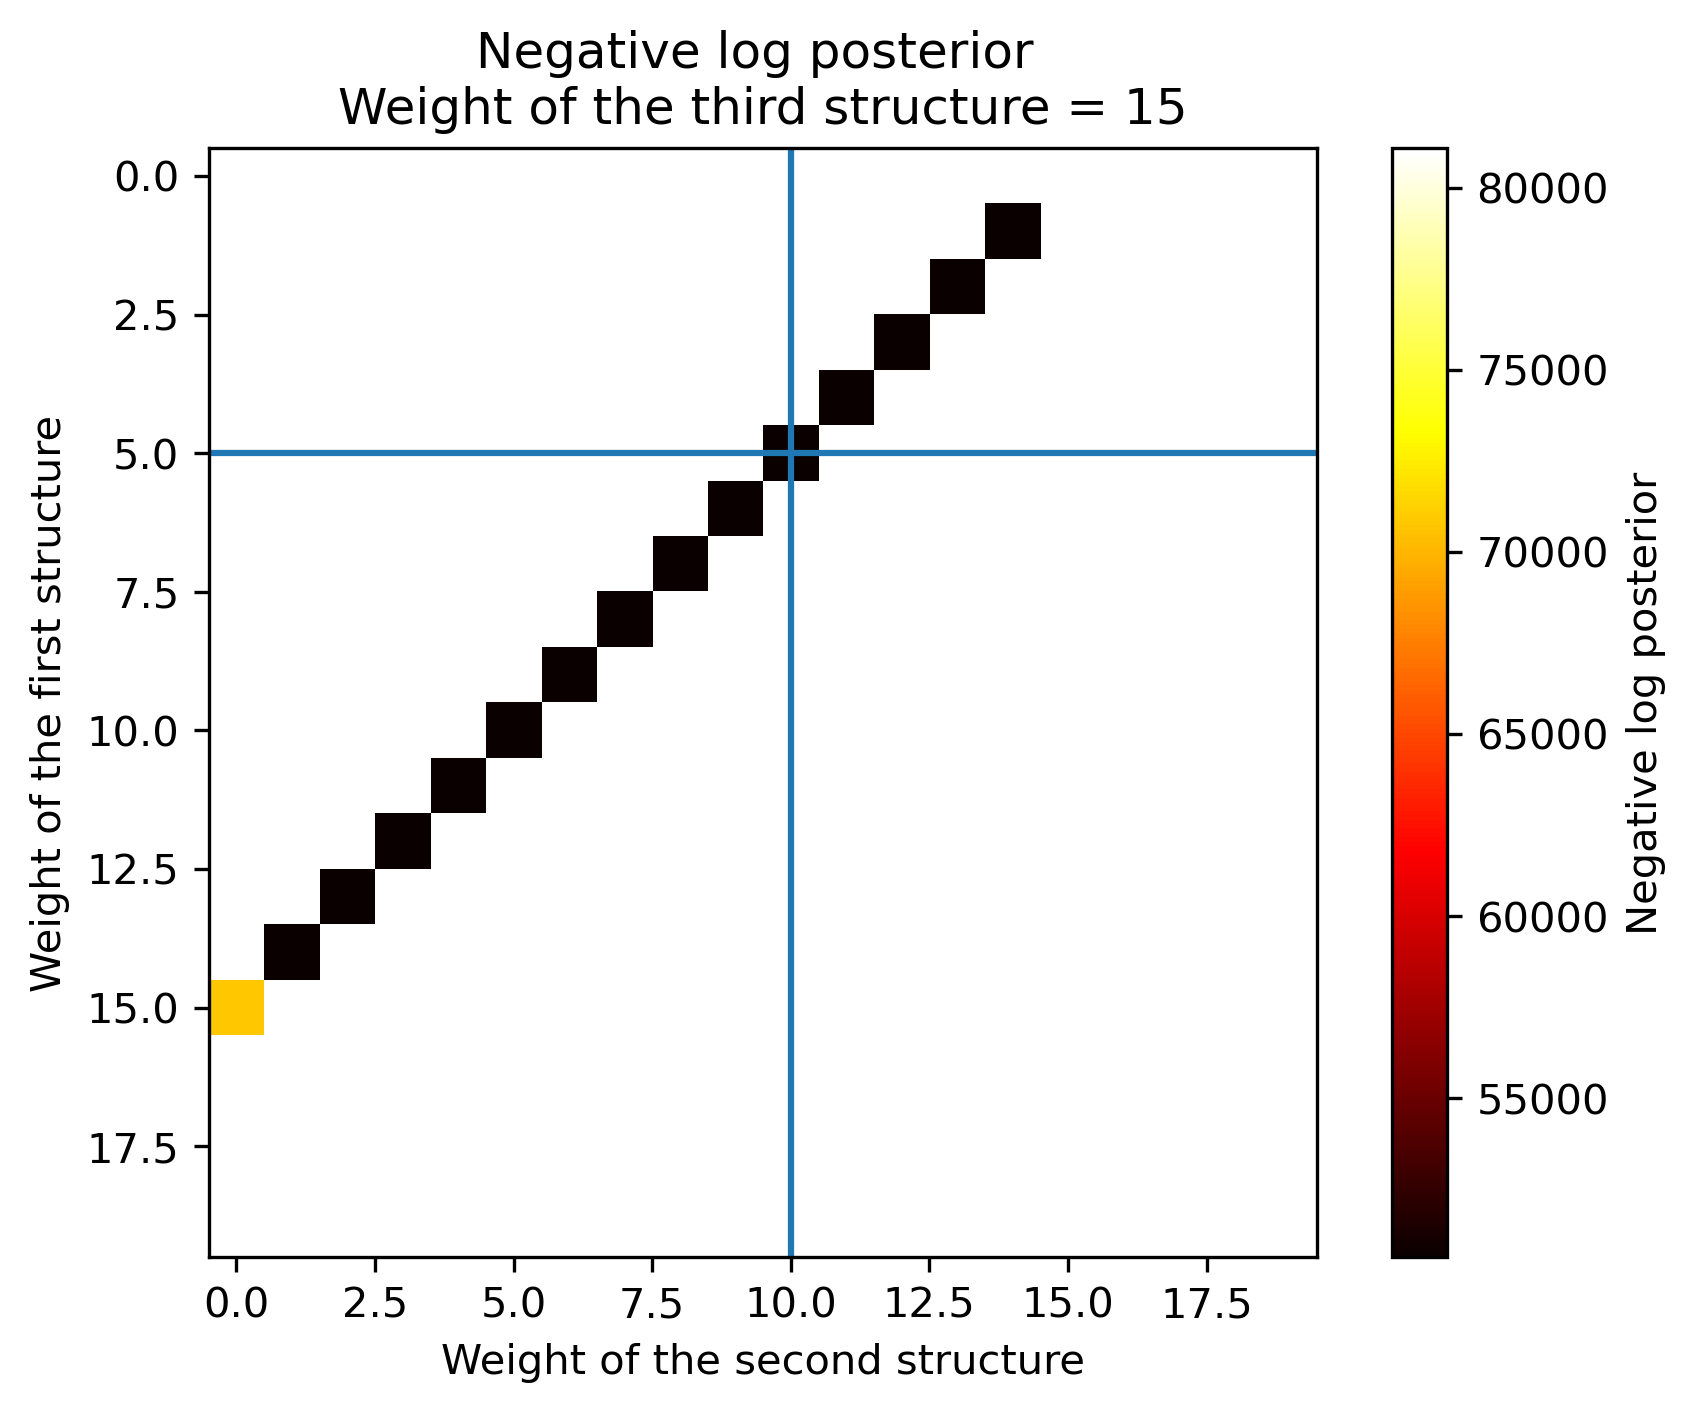 Negative log posterior
Weight of the third structure = 15
Weight of the first structure
0.0
2.5
5.0
7.5
10.0
12.5
15.0
17.5
0.0 2.5 5.0 7.5 10.0 12.5 15.0 17.5
Weight of the second structure
80000
75000
70000
65000
60000
55000
Negative log posterior